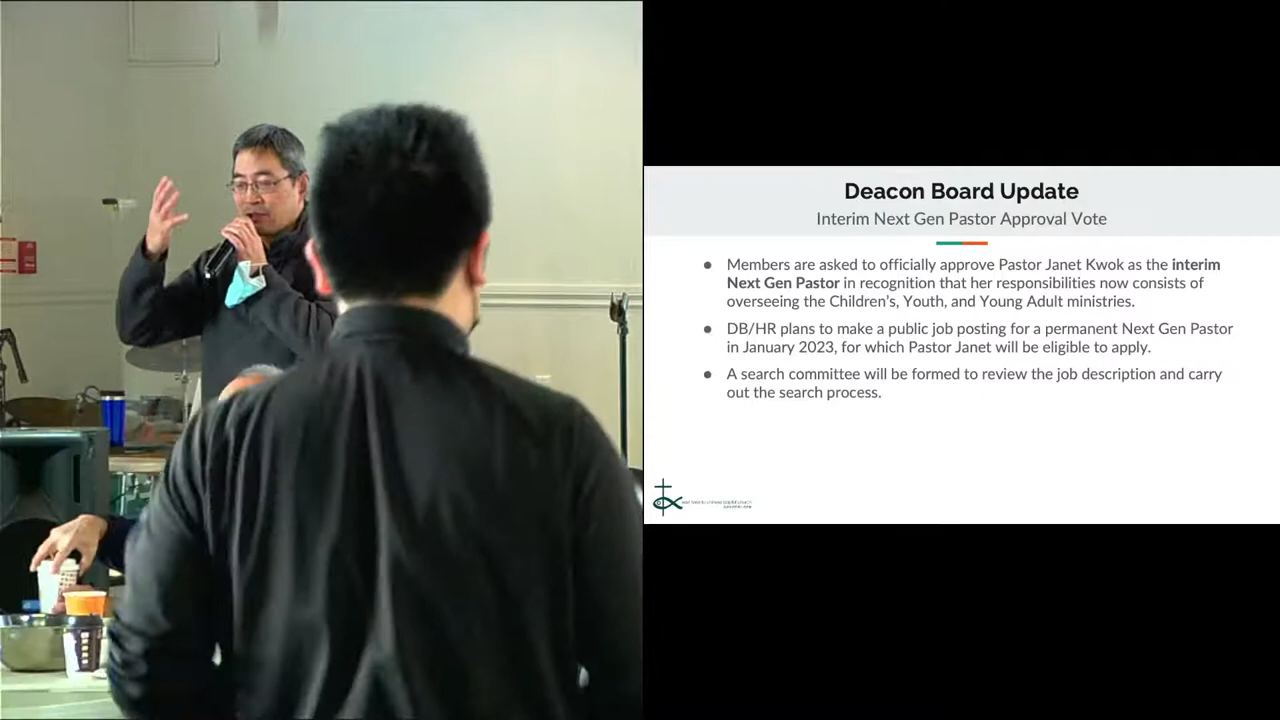 Deacon Board Update
Interim Next Gen Pastor Approval Vote
● Members are asked to officially approve Pastor Janet Kwok as the interim
Next Gen Pastor in recognition that her responsibilities now consists of
overseeing the Children's, Youth, and Young Adult ministries.
● DB/HR plans to make a public job posting for a permanent Next Gen Pastor
in January 2023, for which Pastor Janet will be eligible to apply.
● A search committee will be formed to review the job description and carry
out the search process.